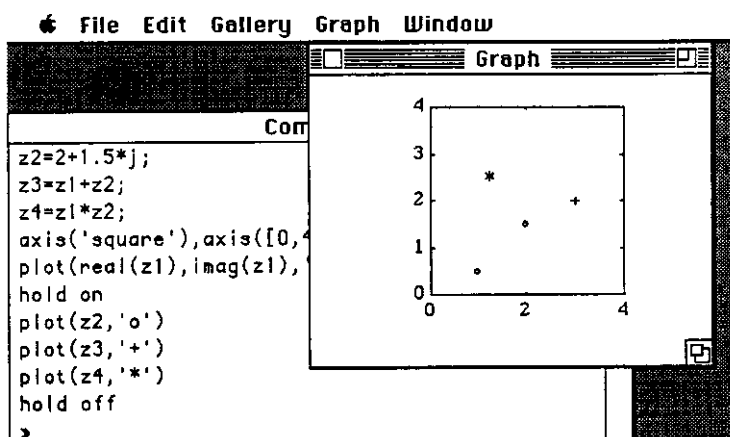 File Edit Gallery Graph Window
Graph
Com
z2=2+1.5*j;
z3=z1+z2;
z4=z1*z2;
axis('square'),axis([0,4
plot(real(z1),imag(z1),'
hold on
plot(z2,'o')
plot(z3,'+')
plot(z4,'*')
hold off
»
4
3
2
1
0
0 2 4